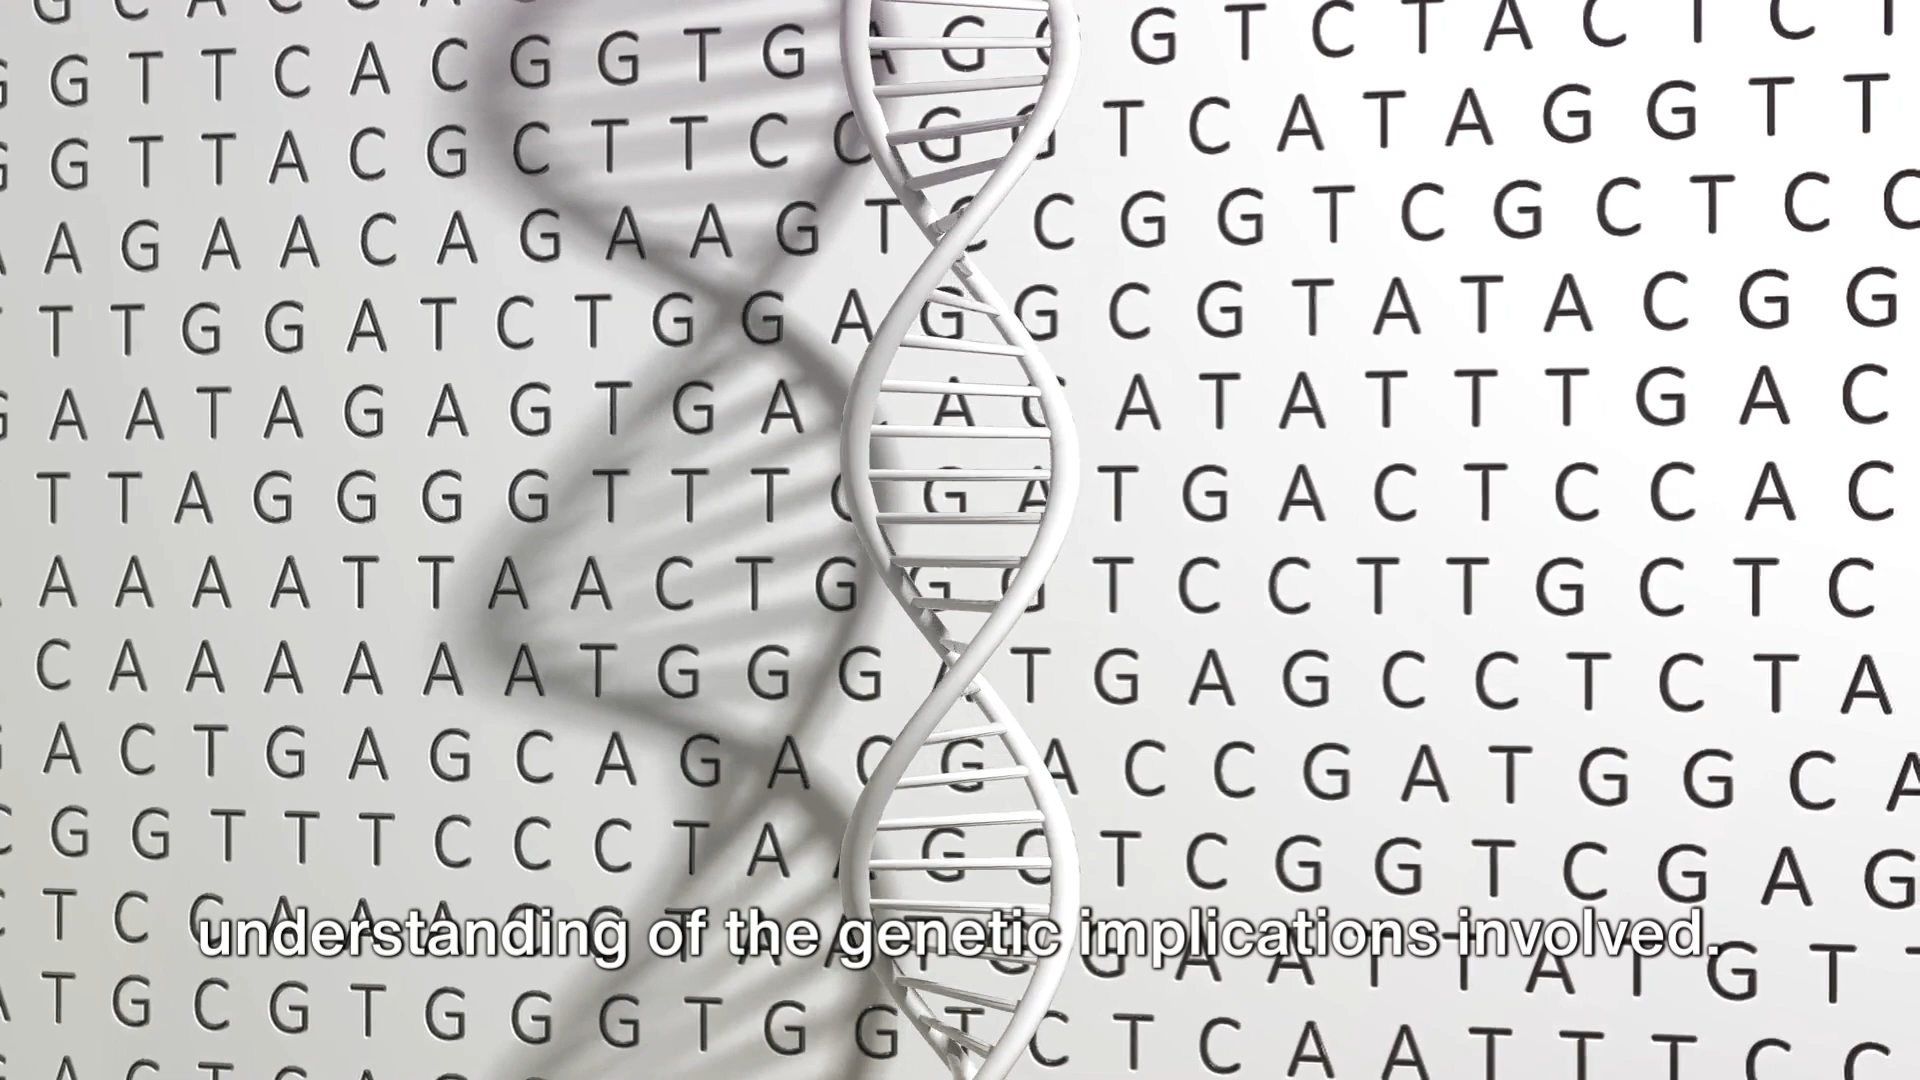 G G T T C A C G G T G A G G T C T A C T C T
G G T T A C G C T T C C G G T C A T A G G T T
A G A A C A G A A G T C C G G T C G C T C C
T T G G A T C T G G A G G C G T A T A C G G
A A T A G A G T G A A G A T A T T T G A C
T T A G G G G T T T G A T G A C T C C A C
A A A A T T A A C T G G T C C T T G C T C
C A A A A A A T G G G T G A G C C T C T A
A C T G A G C A G A C G A C C G A T G G C A
G G T T T C C C T A G C T C G G T C G A G
T C
understanding of the genetic implications involved.
G T T
T G C G T G G G T G G T C T C A A T T T C C